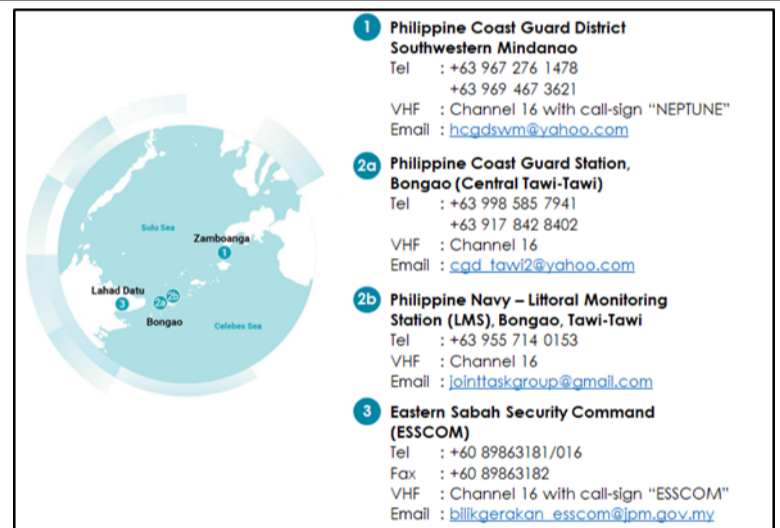 Sulu Sea
Zamboanga
1
Lahad Datu
3
2a
2b
Bongao
Celebes Sea
1 Philippine Coast Guard District
Southwestern Mindanao
Tel : +63 967 276 1478
+63 969 467 3621
VHF : Channel 16 with call-sign “NEPTUNE”
Email : hcgdswm@yahoo.com
2a Philippine Coast Guard Station,
Bongao (Central Tawi-Tawi)
Tel : +63 998 585 7941
+63 917 842 8402
VHF : Channel 16
Email : cgd_tawi2@yahoo.com
2b Philippine Navy – Littoral Monitoring
Station (LMS), Bongao, Tawi-Tawi
Tel : +63 955 714 0153
VHF : Channel 16
Email : jointtaskgroup@gmail.com
3 Eastern Sabah Security Command
(ESSCOM)
Tel : +60 89863181/016
Fax : +60 89863182
VHF : Channel 16 with call-sign “ESSCOM”
Email : bilikgerakan_esscom@jpm.gov.my